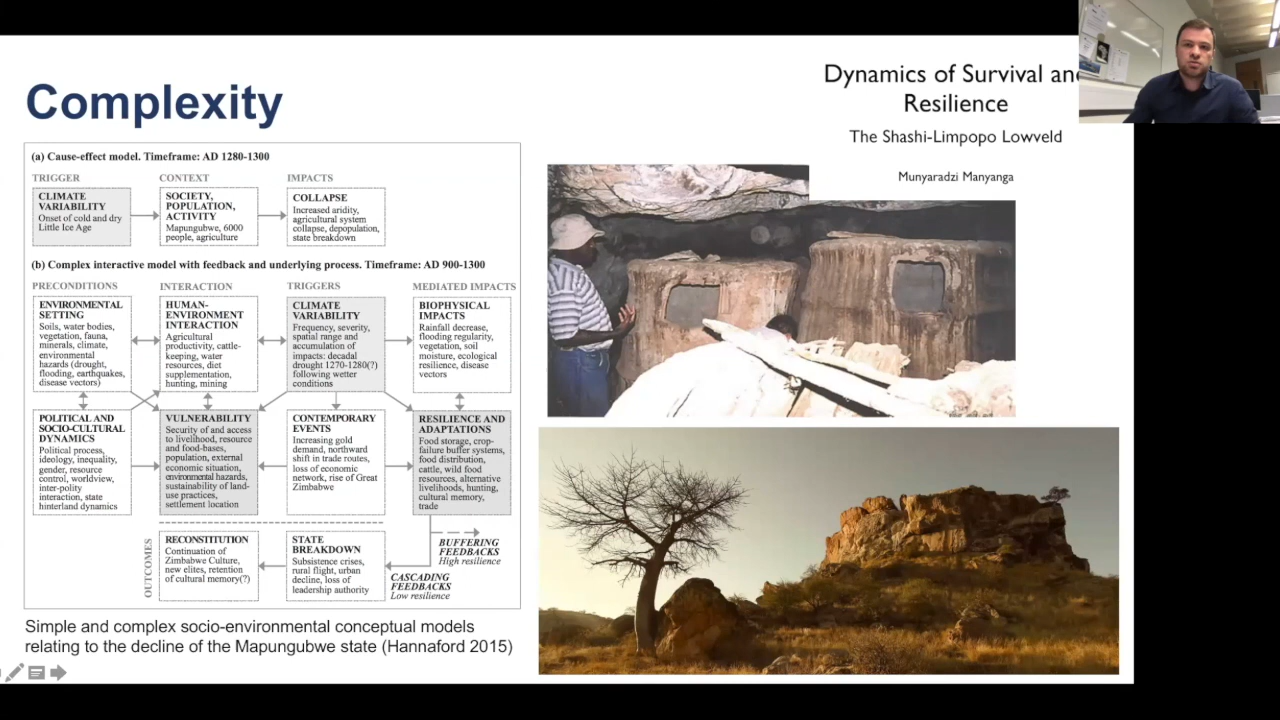 Complexity
(a) Cause-effect model. Timeframe: AD 1280-1300
TRIGGER
CONTEXT
IMPACTS
CLIMATE
VARIABILITY
Onset of cold and dry
Little Ice Age
SOCIETY,
POPULATION,
ACTIVITY
Mapungubwe, 6000
people, agriculture
COLLAPSE
Increased aridity,
agricultural system
collapse, depopulation,
state breakdown
(b) Complex interactive model with feedback and underlying process. Timeframe: AD 900-1300
PRECONDITIONS
INTERACTION
TRIGGERS
MEDIATED IMPACTS
ENVIRONMENTAL
SETTING
Soils, water bodies,
vegetation, fauna,
minerals, climate,
environmental
hazards (drought,
flooding, earthquakes,
disease vectors)
HUMAN-
ENVIRONMENT
INTERACTION
Agricultural
productivity, cattle-
keeping, water
resources, diet
supplementation,
hunting, mining
CLIMATE
VARIABILITY
Frequency, severity,
spatial range and
accumulation of
impacts: decadal
drought 1270-1280(?)
following wetter
conditions
BIOPHYSICAL
IMPACTS
Rainfall decrease,
flooding regularity,
vegetation, soil
moisture, ecological
resilience, disease
vectors
POLITICAL AND
SOCIO-CULTURAL
DYNAMICS
Political process,
ideology, inequality,
gender, resource
control, worldview,
inter-polity
interaction, state
hinterland dynamics
VULNERABILITY
Security of and access
to livelihood, resource
and food-bases,
population, external
economic situation,
environmental hazards,
sustainability of land-
use practices,
settlement location
CONTEMPORARY
EVENTS
Increasing gold
demand, northward
shift in trade routes,
loss of economic
network, rise of Great
Zimbabwe
RESILIENCE AND
ADAPTATIONS
Food storage, crop-
failure buffer systems,
food distribution,
cattle, wild food
resources, alternative
livelihoods, hunting,
cultural memory,
trade
OUTCOMES
RECONSTITUTION
Continuation of
Zimbabwe Culture,
new elites, retention
of cultural memory(?)
STATE
BREAKDOWN
Subsistence crises,
rural flight, urban
decline, loss of
leadership authority
BUFFERING
FEEDBACKS
High resilience
CASCADING
FEEDBACKS
Low resilience
Simple and complex socio-environmental conceptual models
relating to the decline of the Mapungubwe state (Hannaford 2015)
Dynamics of Survival an
Resilience
The Shashi-Limpopo Lowveld
Munyaradzi Manyanga